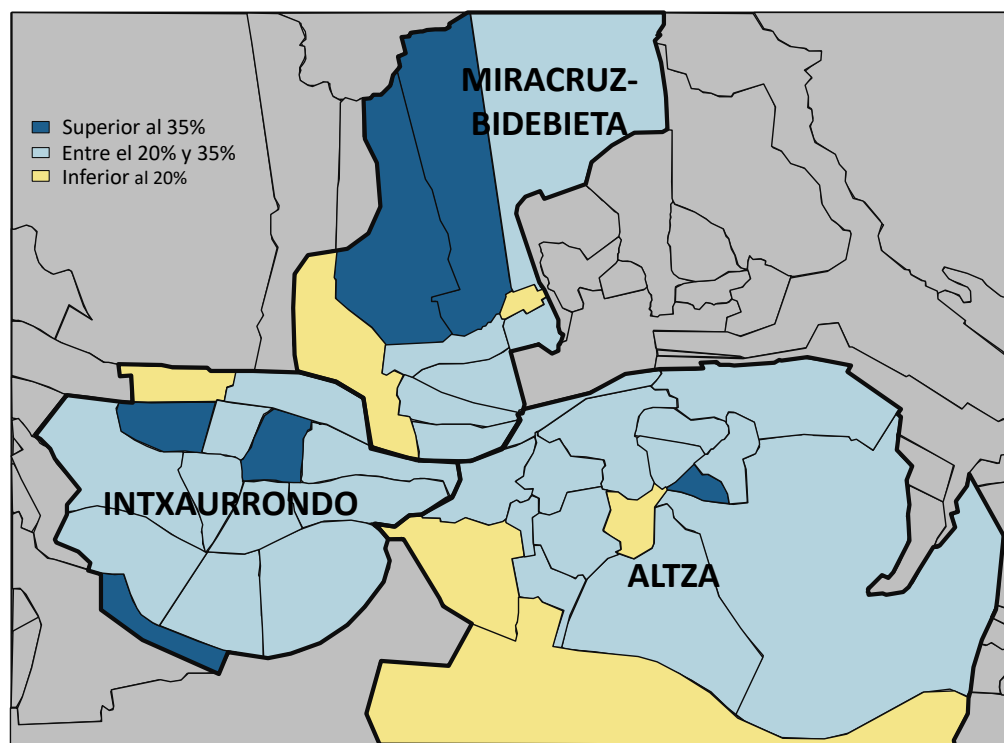 MIRACRUZ-
BIDEBIETA
Superior al 35%
Entre el 20% y 35%
Inferior al 20%
INTXAURRONDO
ALTZA